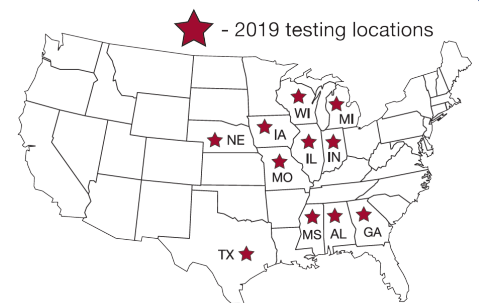 - 2019 testing locations
WI
MI
NE
IA
IL
IN
MO
MS
AL
GA
TX